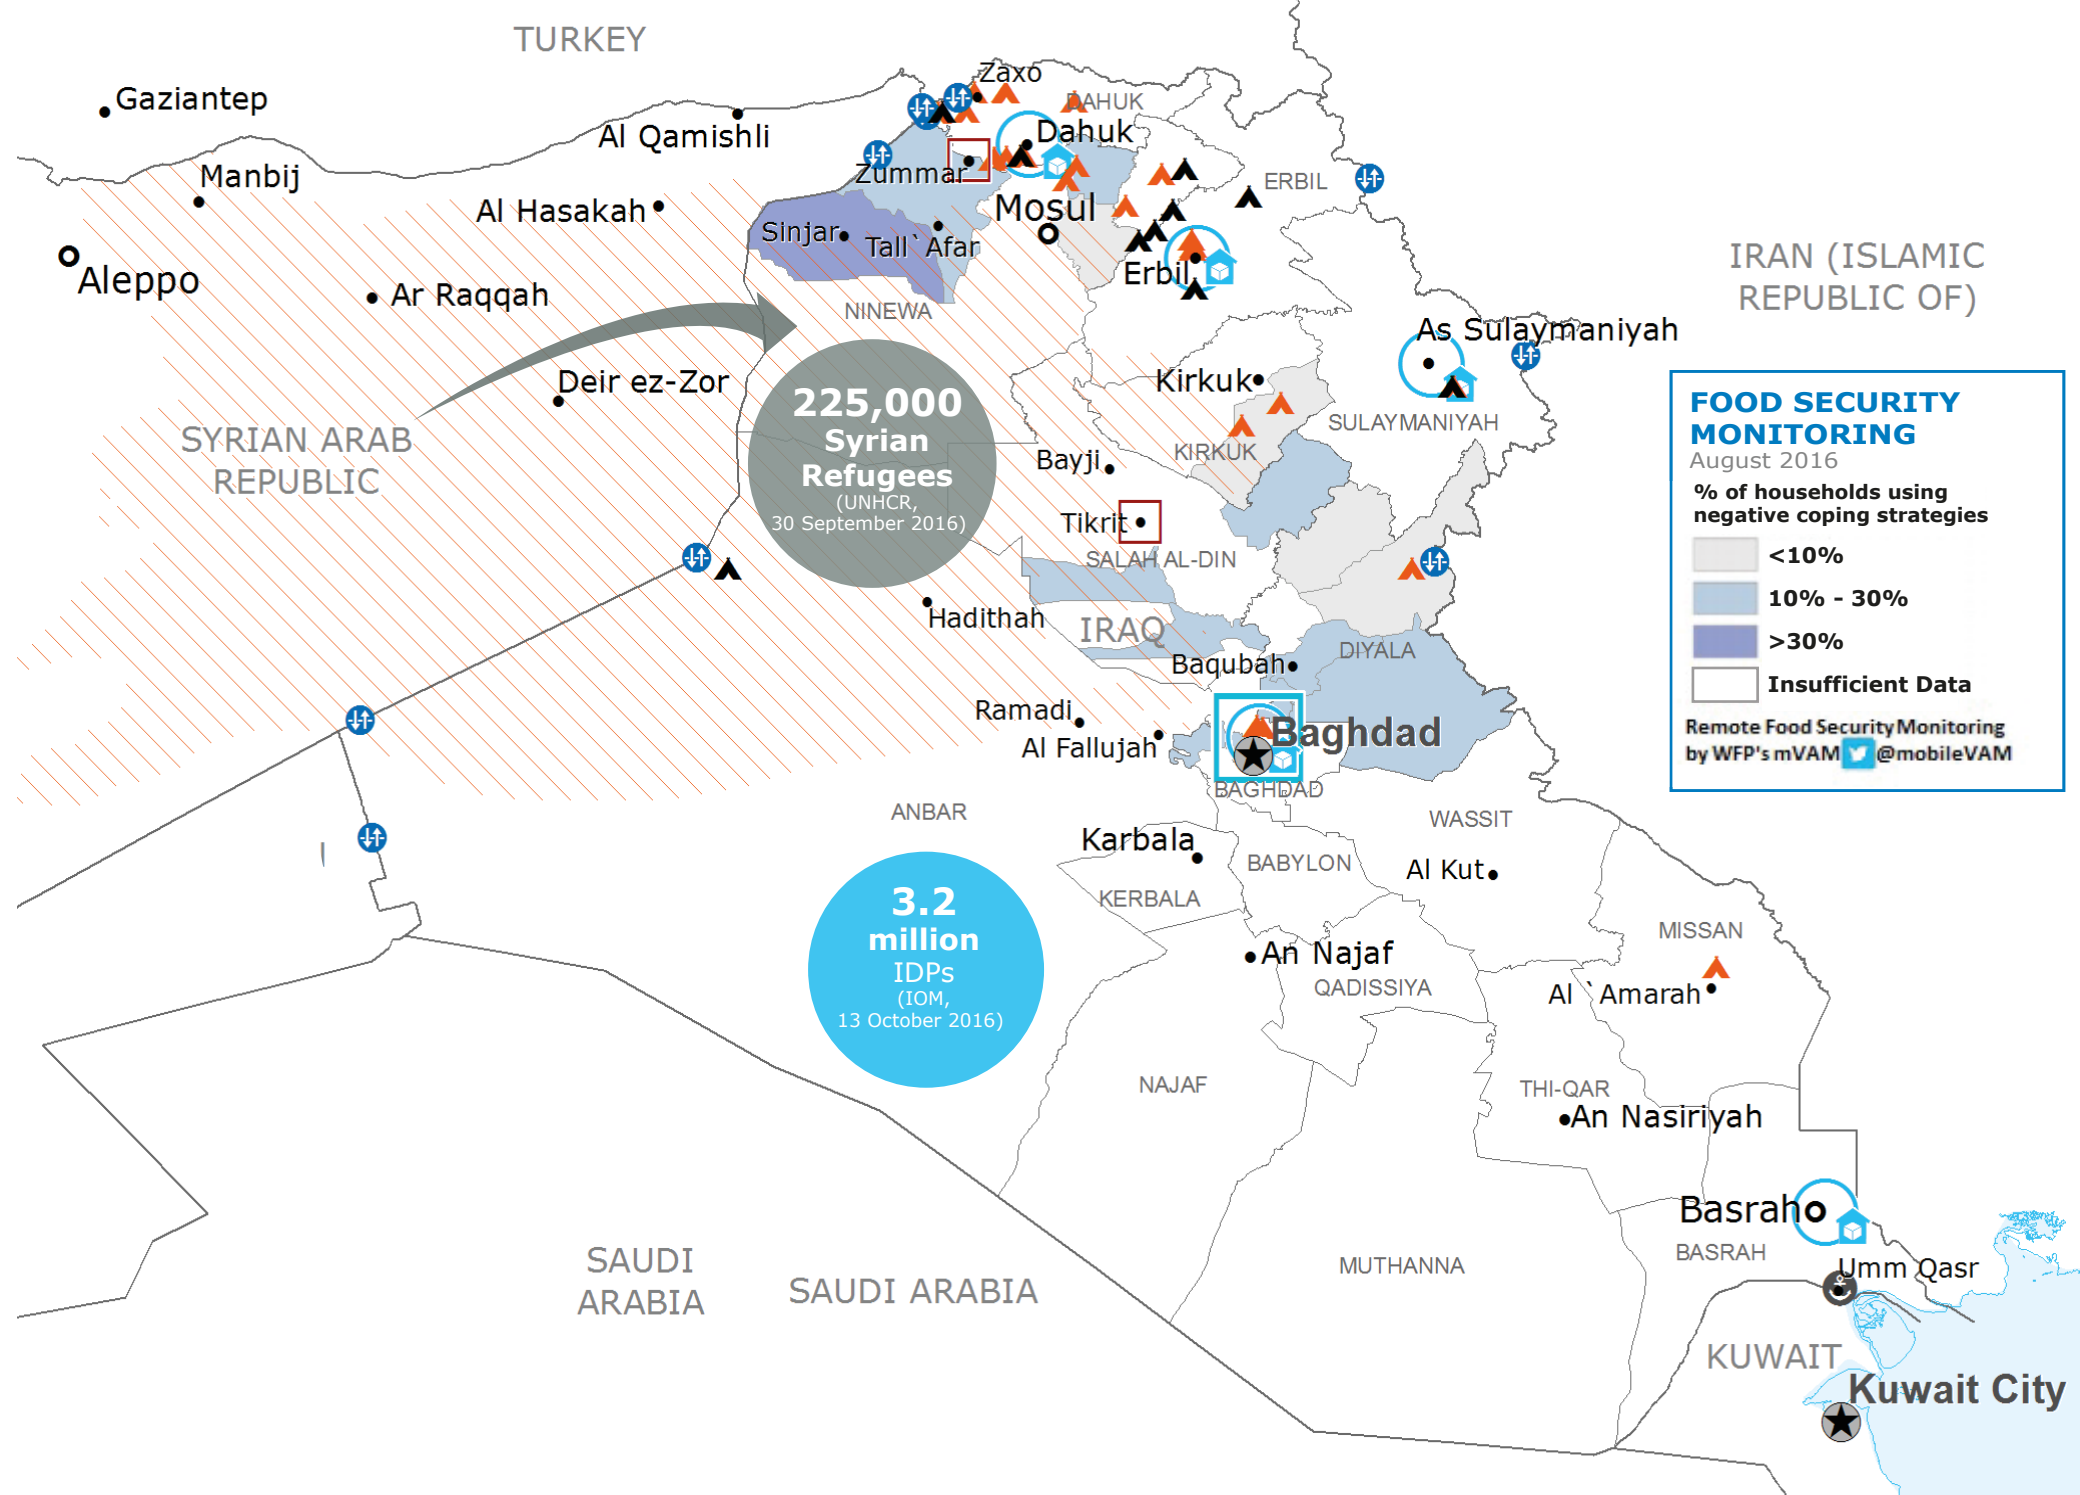 TURKEY
Gaziantep
Al Qamishli
Zaxo
DAHUK
Dahuk
Manbij
Zummar
ERBIL
Al Hasakah
Mosul
Sinjar
Tall`Afar
Aleppo
Ar Raqqah
Erbil
NINEWA
IRAN (ISLAMIC
REPUBLIC OF)
As Sulaymaniyah
Deir ez-Zor
Kirkuk
SYRIAN ARAB
REPUBLIC
225,000
Syrian
Refugees
(UNHCR,
30 September 2016)
SULAYMANIYAH
KIRKUK
Bayji
Tikrit
SALAH AL-DIN
Hadithah
IRAQ
DIYALA
Baqubah
Ramadi
Al Fallujah
Baghdad
BAGHDAD
FOOD SECURITY
MONITORING
August 2016
% of households using
negative coping strategies
<10%
10% - 30%
>30%
Insufficient Data
Remote Food Security Monitoring
by WFP's mVAM @mobileVAM
ANBAR
WASSIT
Karbala
BABYLON
Al Kut
KERBALA
3.2
million
IDPs
(IOM,
13 October 2016)
MISSAN
An Najaf
QADISSIYA
Al `Amarah
NAJAF
THI-QAR
An Nasiriyah
Basrah
BASRAH
MUTHANNA
SAUDI
ARABIA
SAUDI ARABIA
Umm Qasr
KUWAIT
Kuwait City